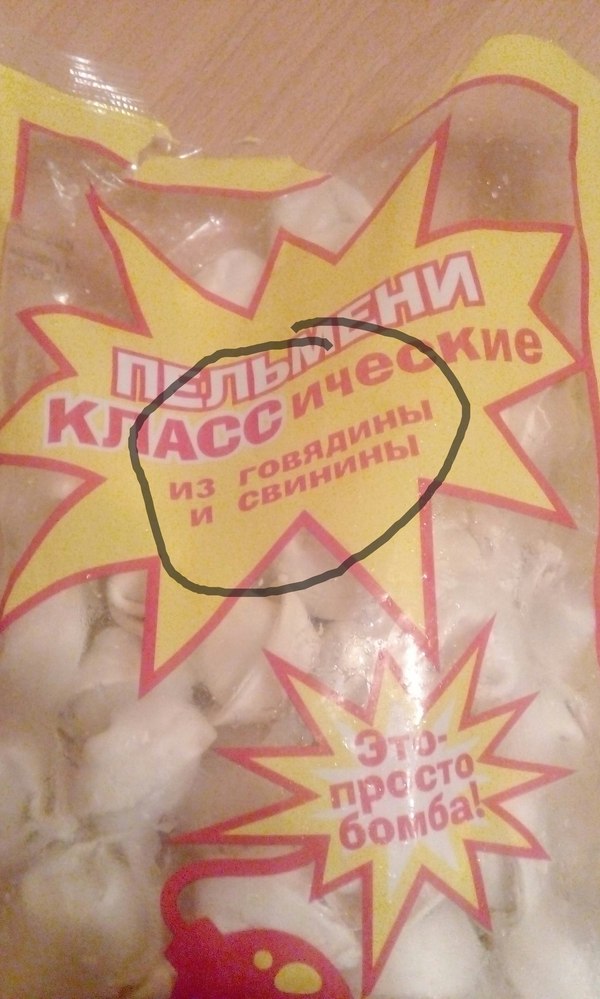 ПЕЛЬМЕНИ
КЛАССические
из говядины
и свинины
Это-
просто
бомба!